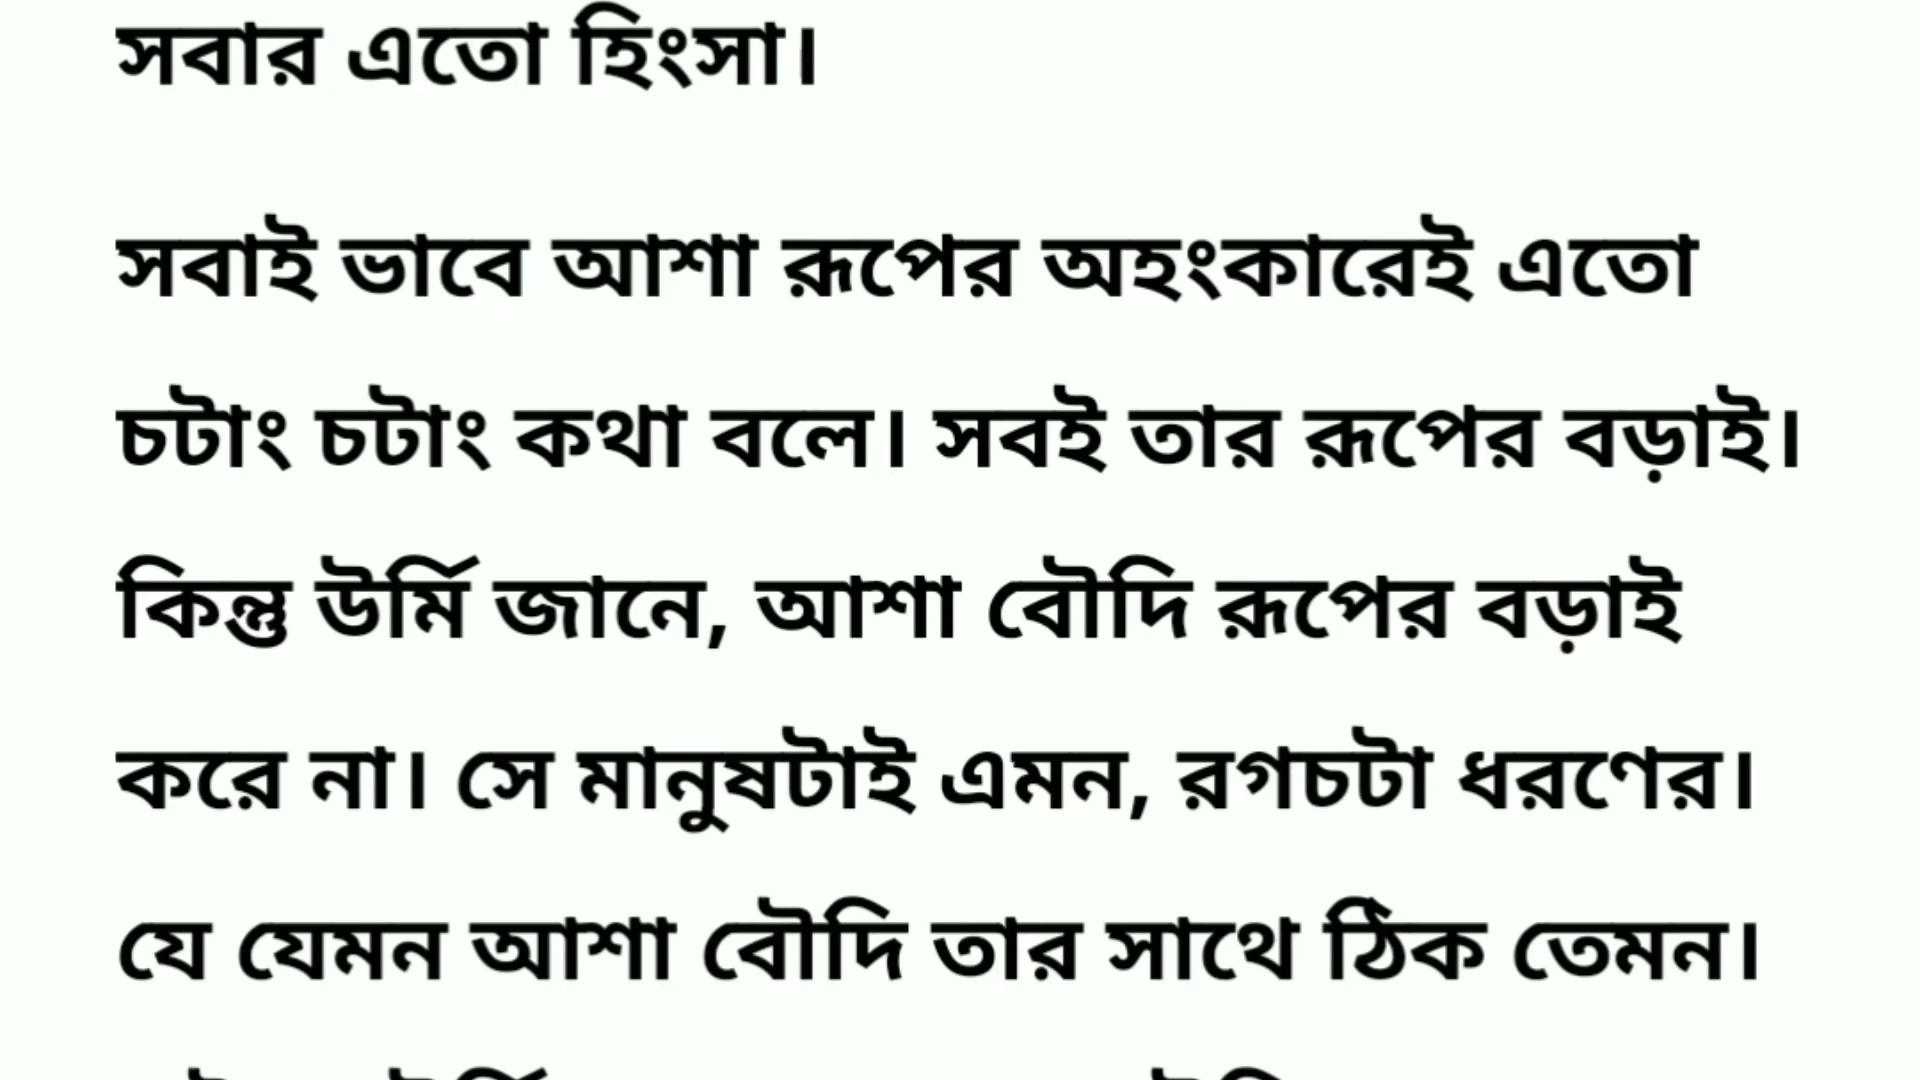 সবার এতো হিংসা।
সবাই ভাবে আশা রূপের অহংকারেই এতো
চটাং চটাং কথা বলে। সবই তার রূপের বড়াই।
কিন্তু উর্মি জানে, আশা বৌদি রূপের বড়াই
করে না। সে মানুষটাই এমন, রগচটা ধরণের।
যে যেমন আশা বৌদি তার সাথে ঠিক তেমন।